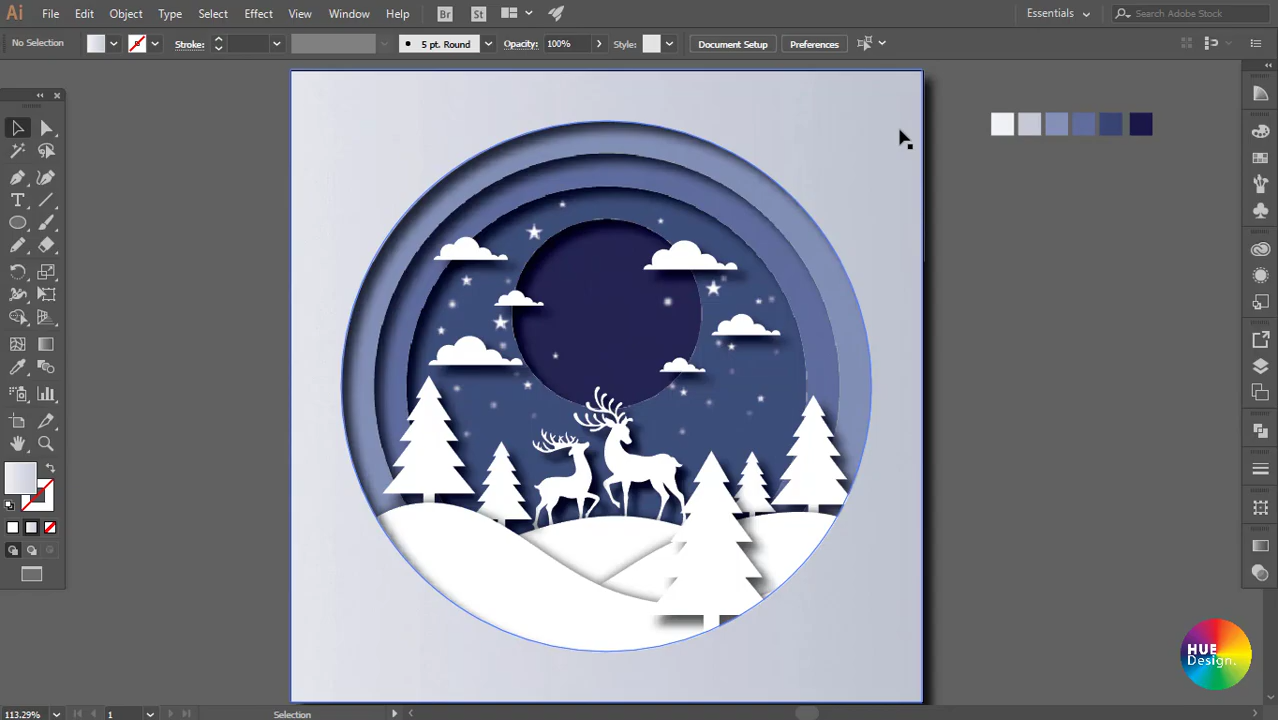 Ai File Edit Object Type Select Effect View Window Help Br St Essentials Search Adobe Stock
No Selection Stroke: 5 pt. Round Opacity: 100% Style: Document Setup Preferences
T
HUE
Design.
113.29% 1 Selection